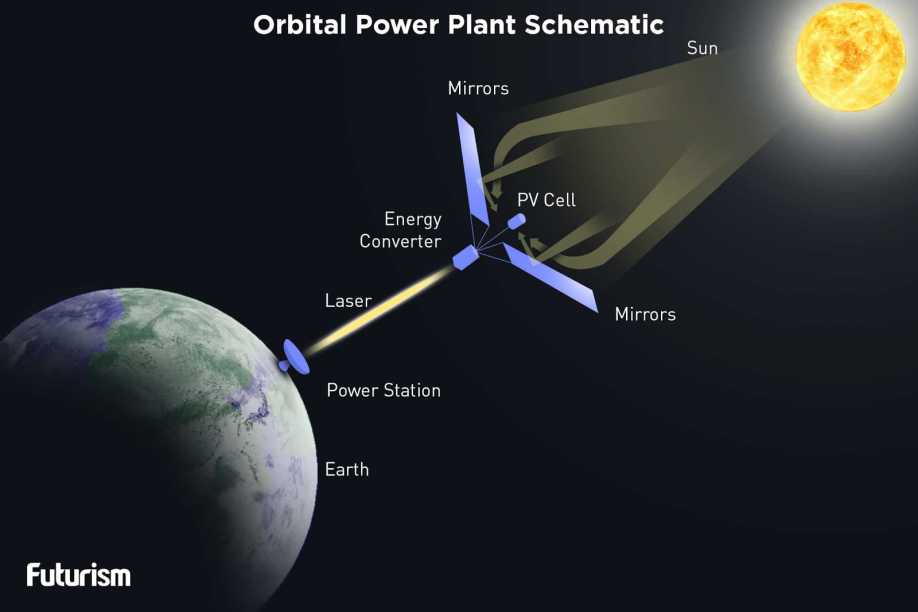 Orbital Power Plant Schematic
Sun
Mirrors
PV Cell
Energy
Converter
Laser
Mirrors
Power Station
Earth
Futurism